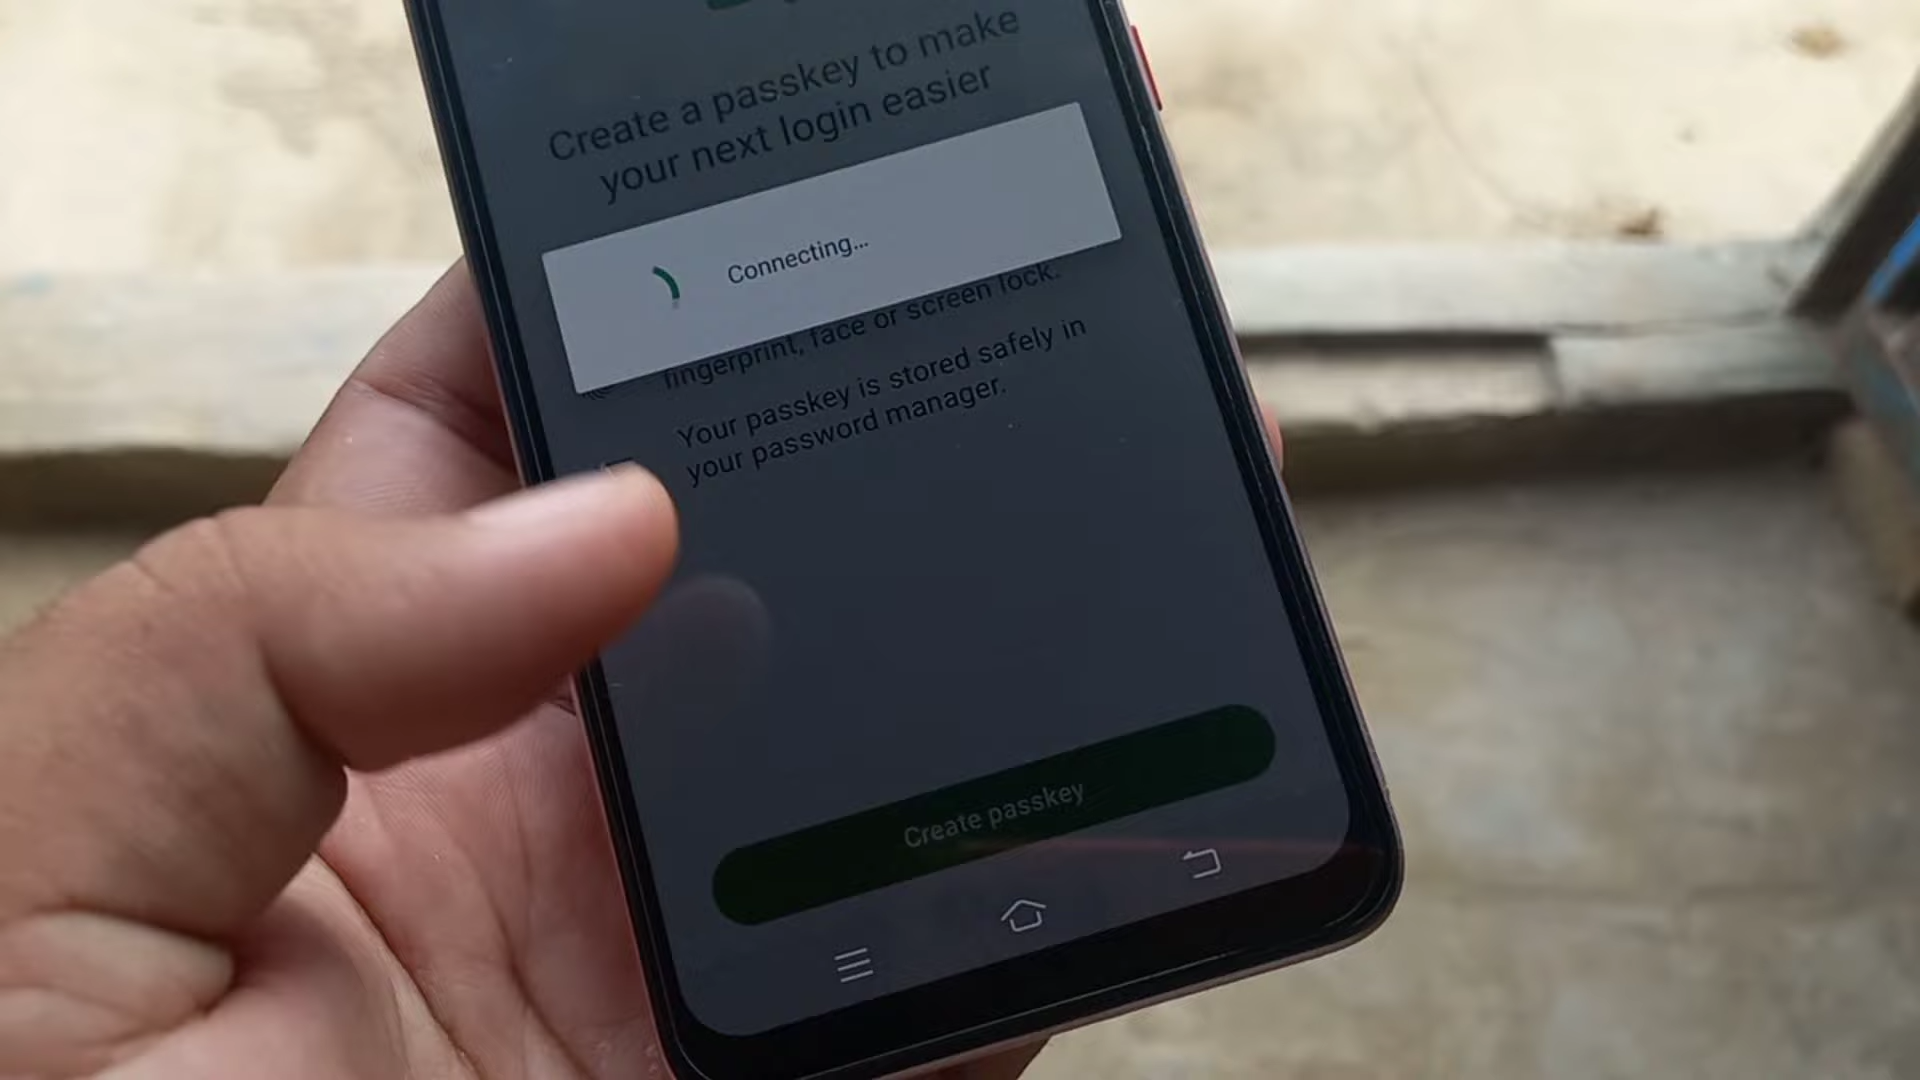 Create a passkey to make
your next login easier
Connecting...
fingerprint, face or screen lock.
Your passkey is stored safely in
your password manager.
Create passkey